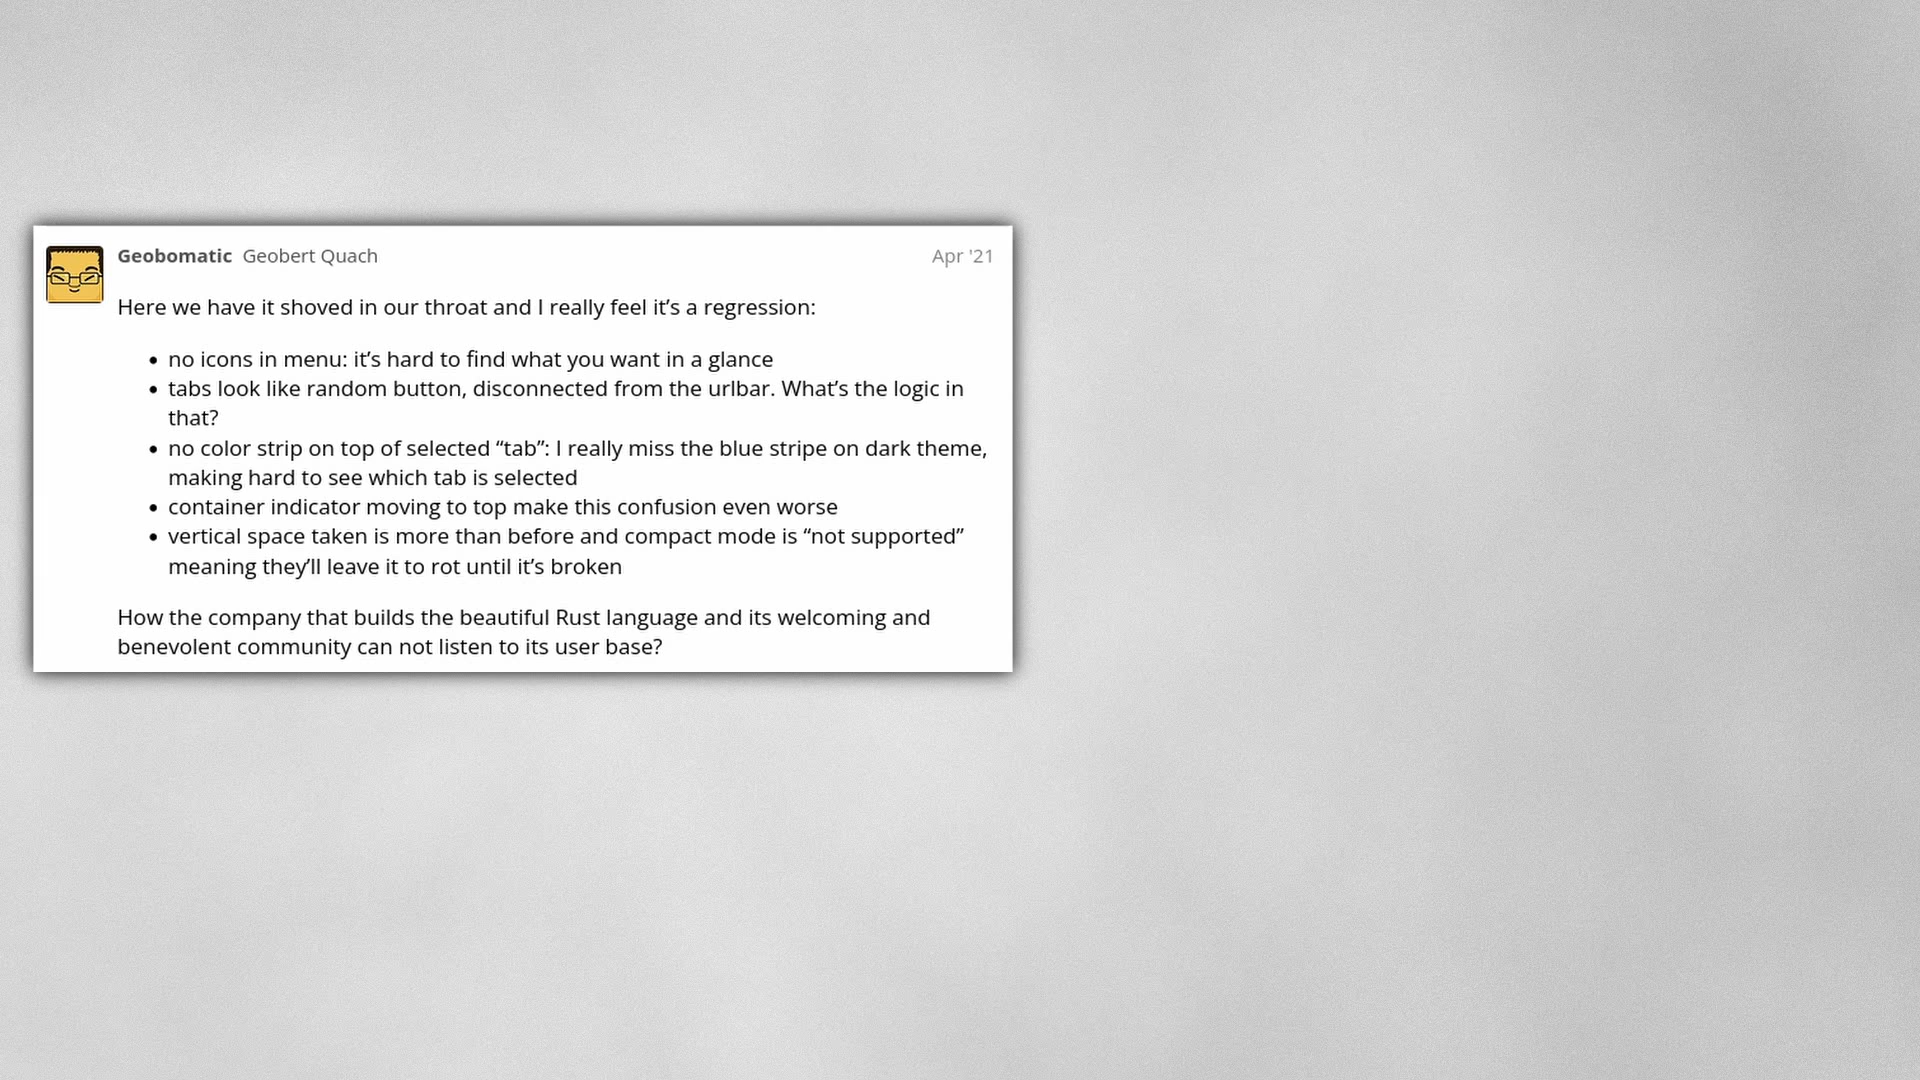 Geobomatic Geobert Quach Apr '21
Here we have it shoved in our throat and I really feel it’s a regression:
• no icons in menu: it’s hard to find what you want in a glance
• tabs look like random button, disconnected from the urlbar. What’s the logic in
that?
• no color strip on top of selected “tab”: I really miss the blue stripe on dark theme,
making hard to see which tab is selected
• container indicator moving to top make this confusion even worse
• vertical space taken is more than before and compact mode is “not supported”
meaning they’ll leave it to rot until it’s broken
How the company that builds the beautiful Rust language and its welcoming and
benevolent community can not listen to its user base?